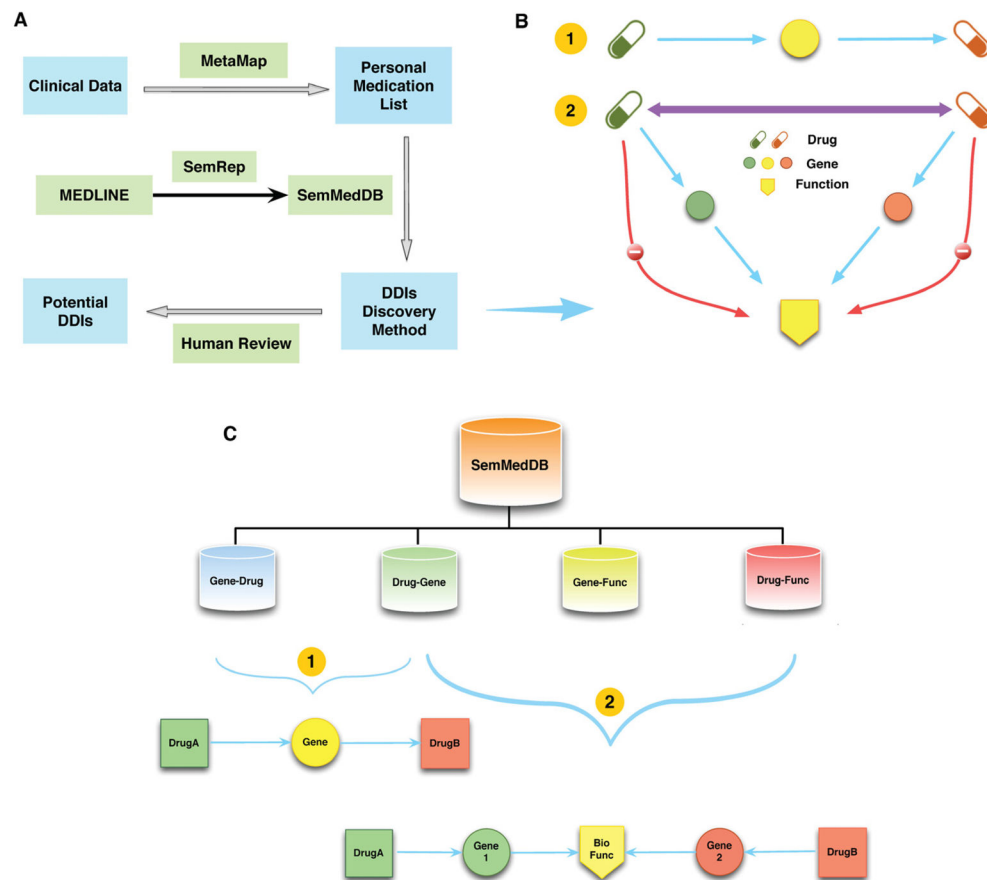 A
Clinical Data
MetaMap
Personal
Medication
List
SemRep
MEDLINE
SemMedDB
Potential
DDIs
Human Review
DDIs
Discovery
Method
B
1
2
Drug
Gene
Function
C
SemMedDB
Gene-Drug
Drug-Gene
Gene-Func
Drug-Func
1
2
DrugA
Gene
DrugB
DrugA
Gene
1
Bio
Func
Gene
2
DrugB